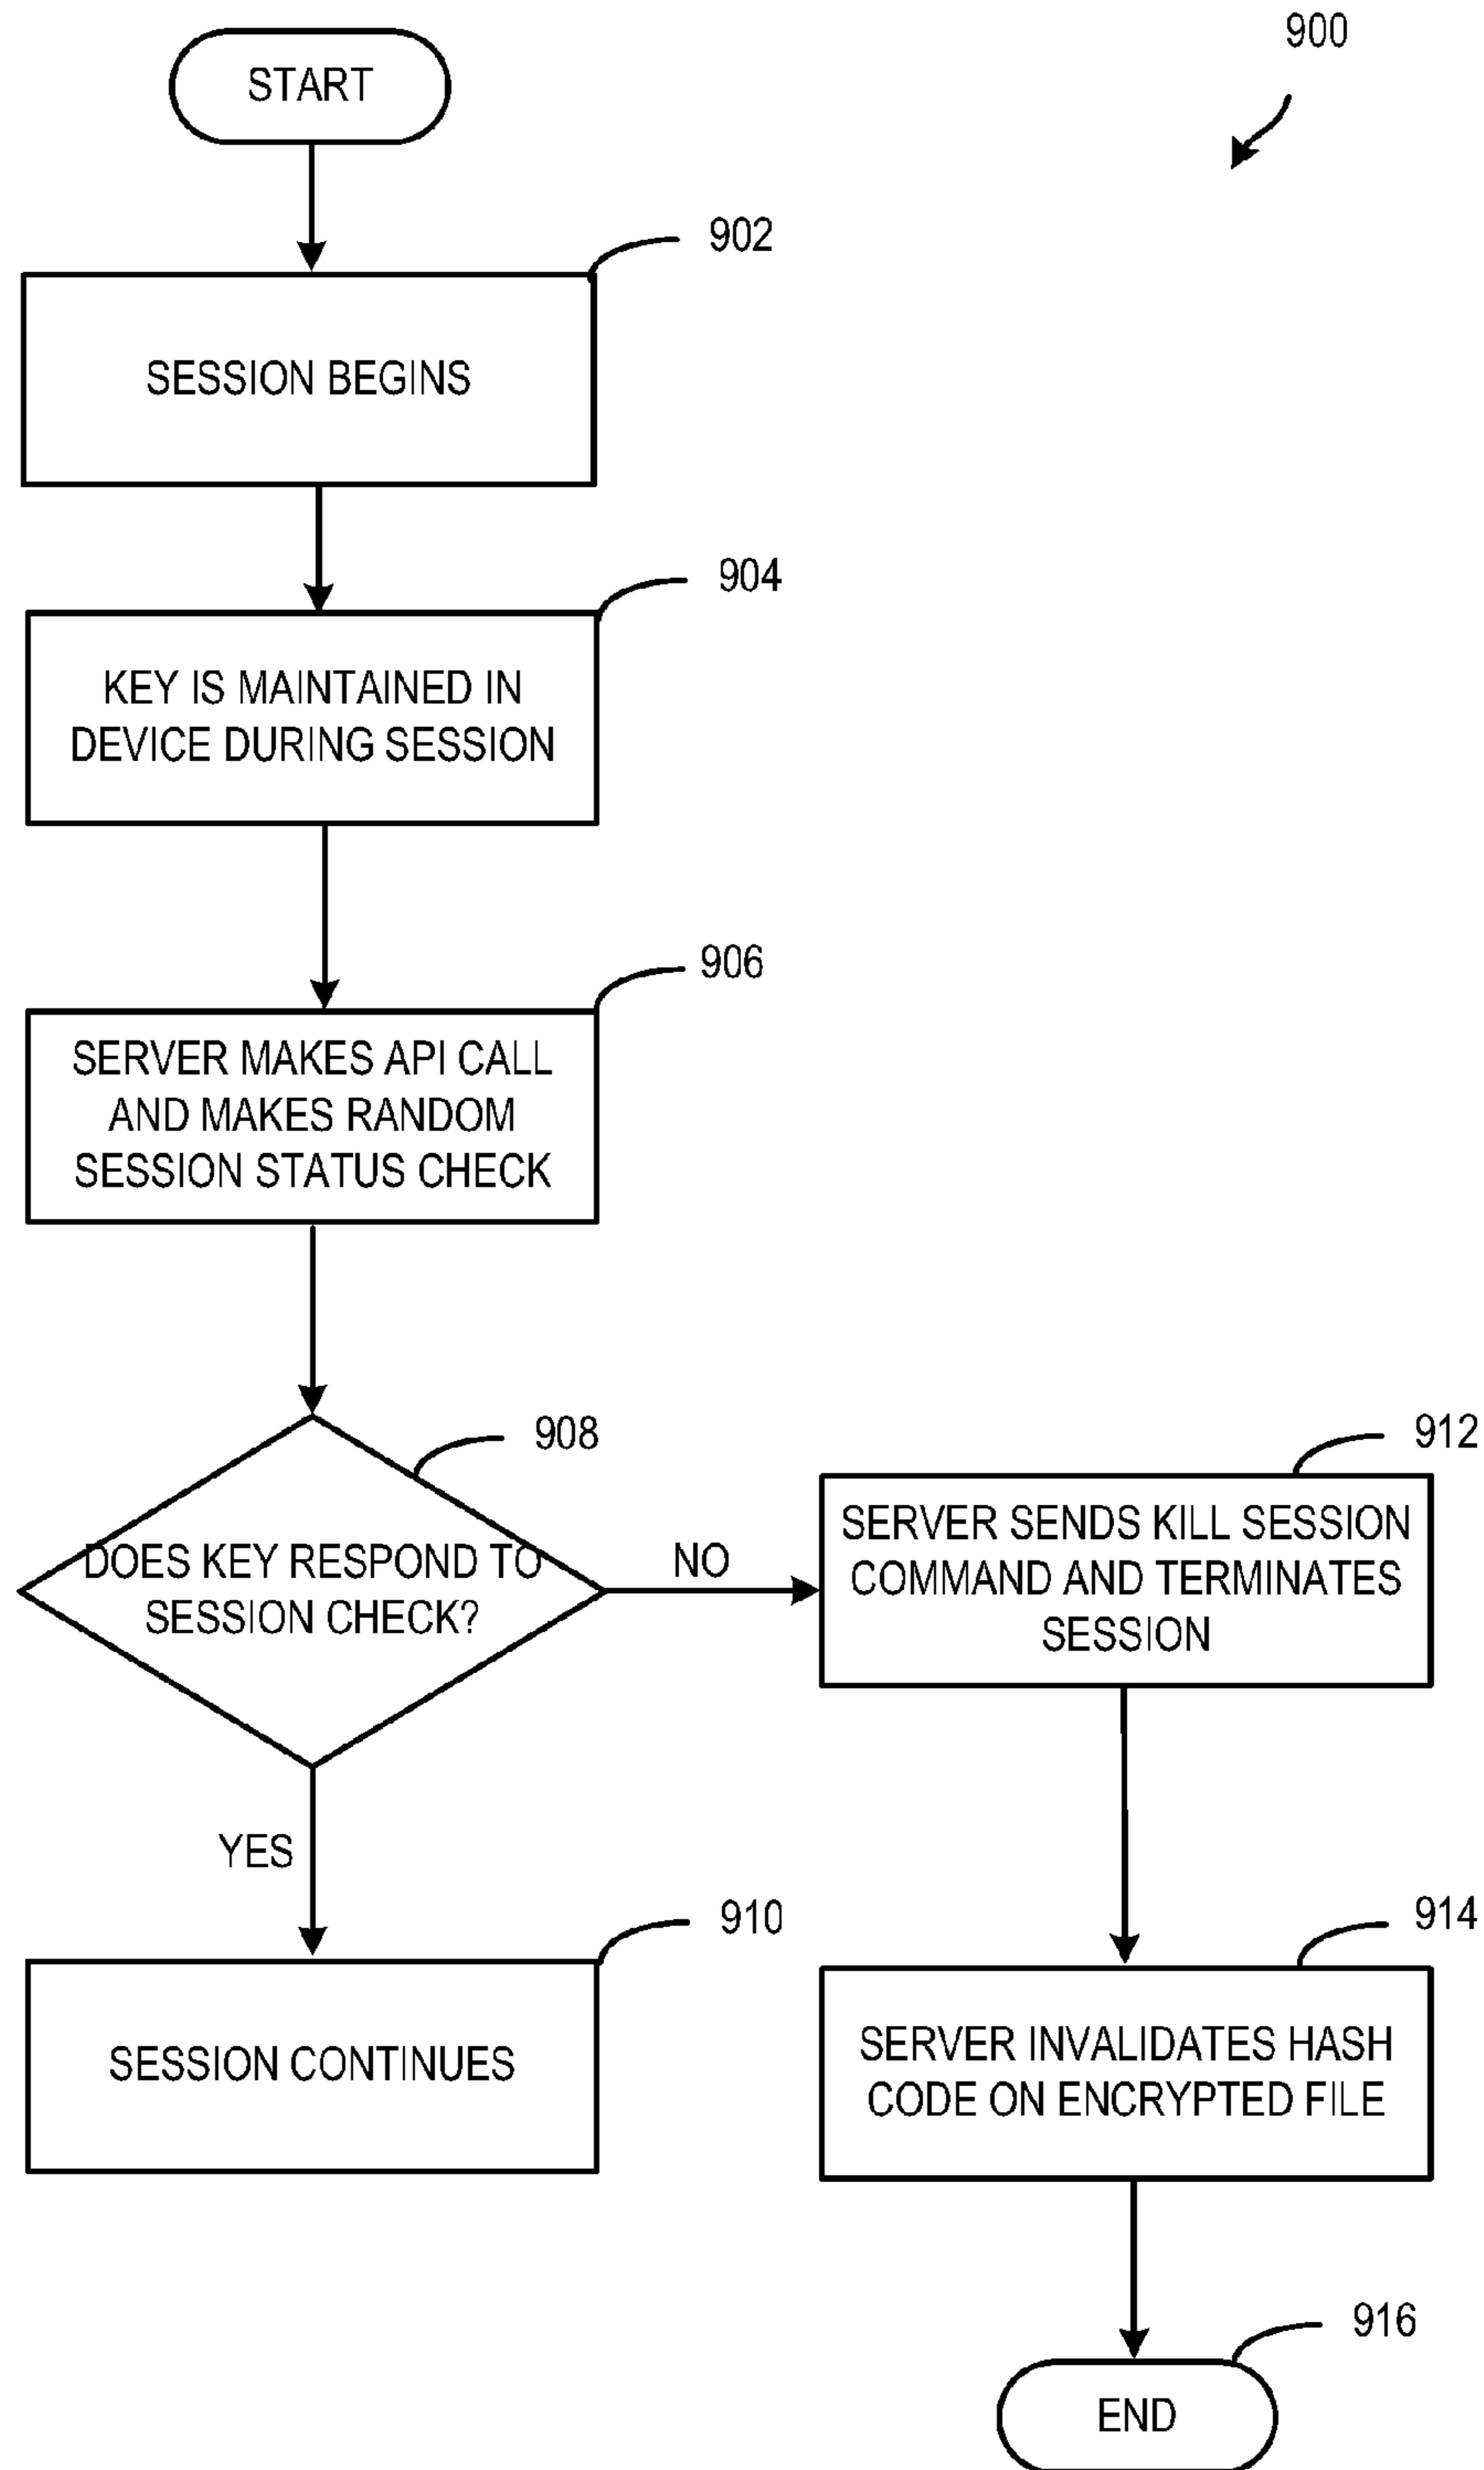 900
START
902
SESSION BEGINS
904
KEY IS MAINTAINED IN
DEVICE DURING SESSION
906
SERVER MAKES API CALL
AND MAKES RANDOM
SESSION STATUS CHECK
908
DOES KEY RESPOND TO
SESSION CHECK?
NO
912
SERVER SENDS KILL SESSION
COMMAND AND TERMINATES
SESSION
YES
910
SESSION CONTINUES
914
SERVER INVALIDATES HASH
CODE ON ENCRYPTED FILE
916
END